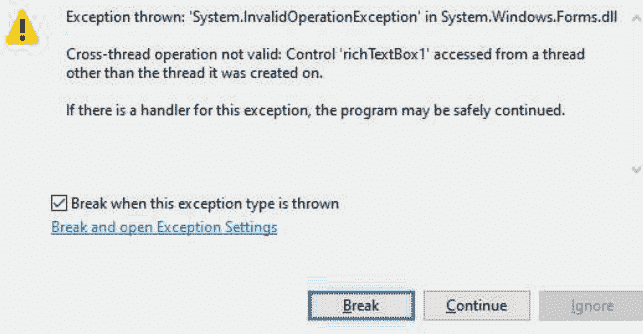 Exception thrown: 'System.InvalidOperationException' in System.Windows.Forms.dll
Cross-thread operation not valid: Control 'richTextBox1' accessed from a thread
other than the thread it was created on.
If there is a handler for this exception, the program may be safely continued.
Break when this exception type is thrown
Break and open Exception Settings
Break
Continue
Ignore